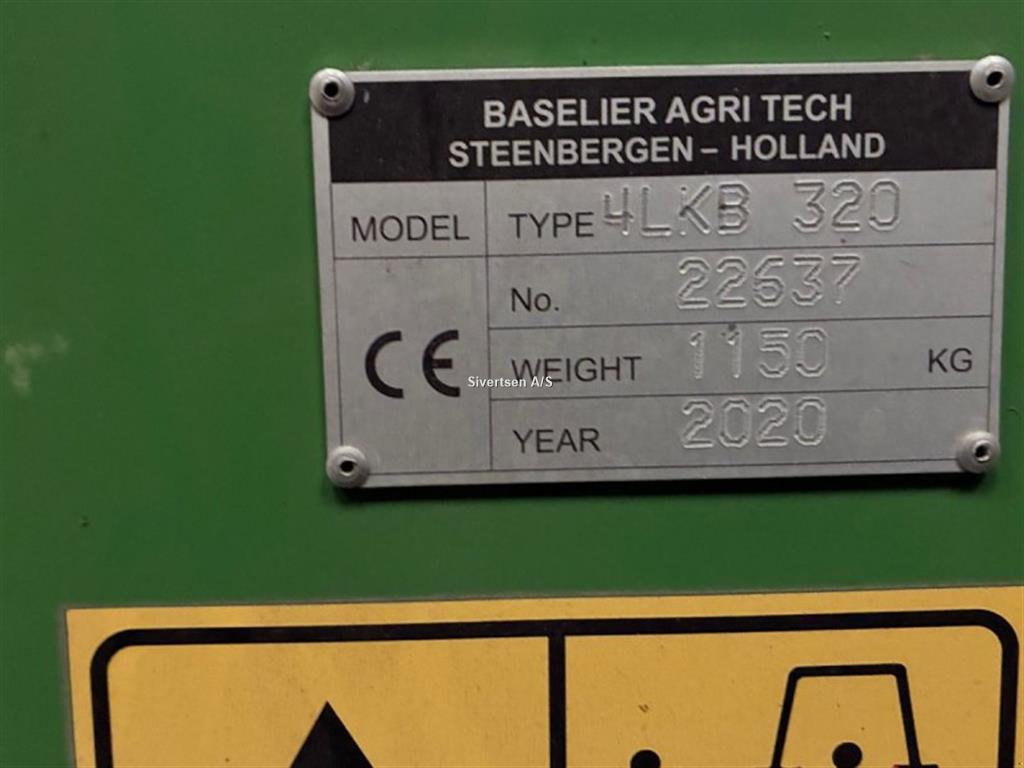 BASELIER AGRI TECH
STEENBERGEN – HOLLAND
MODEL TYPE 4LKB 320
No. 22637
CE
WEIGHT 1150 KG
Sivertsen A/S
YEAR 2020